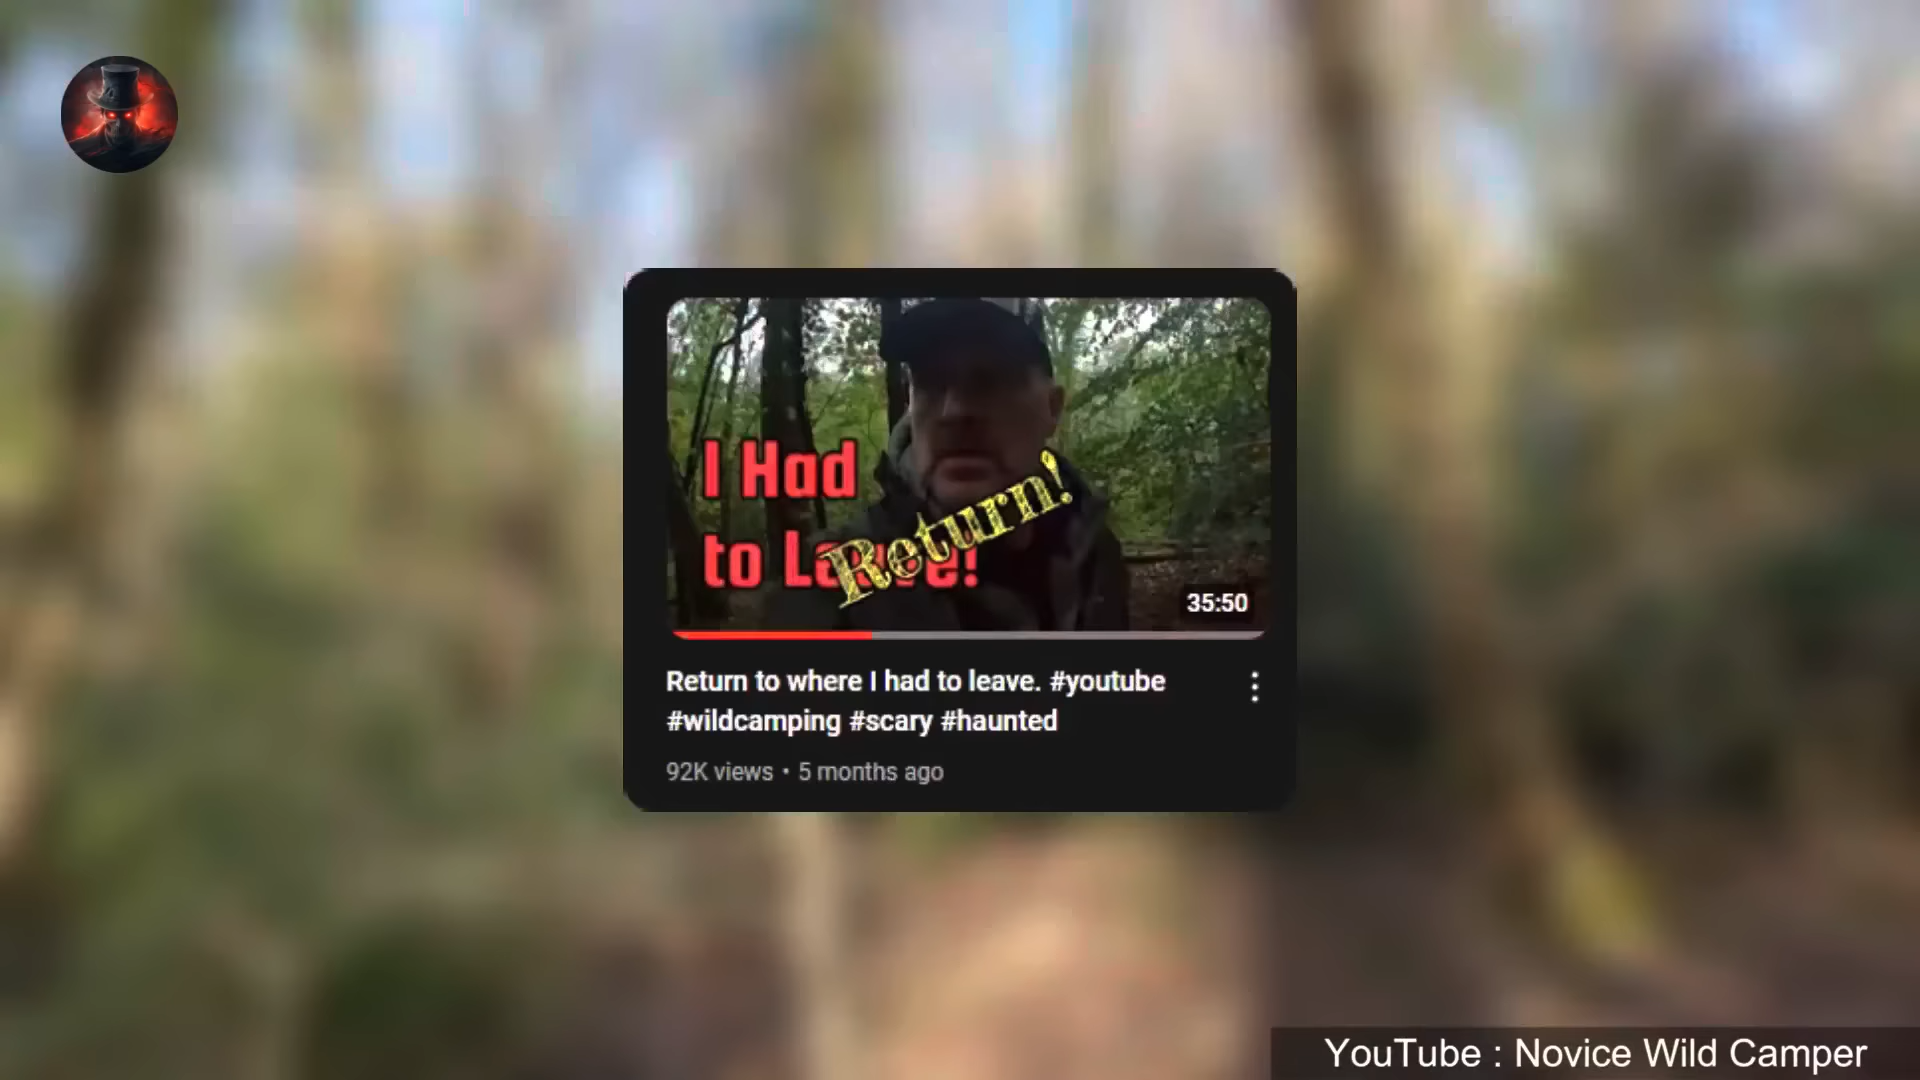 I Had
to Leave!
Return!
35:50
Return to where I had to leave. #youtube
#wildcamping #scary #haunted
92K views • 5 months ago
YouTube : Novice Wild Camper